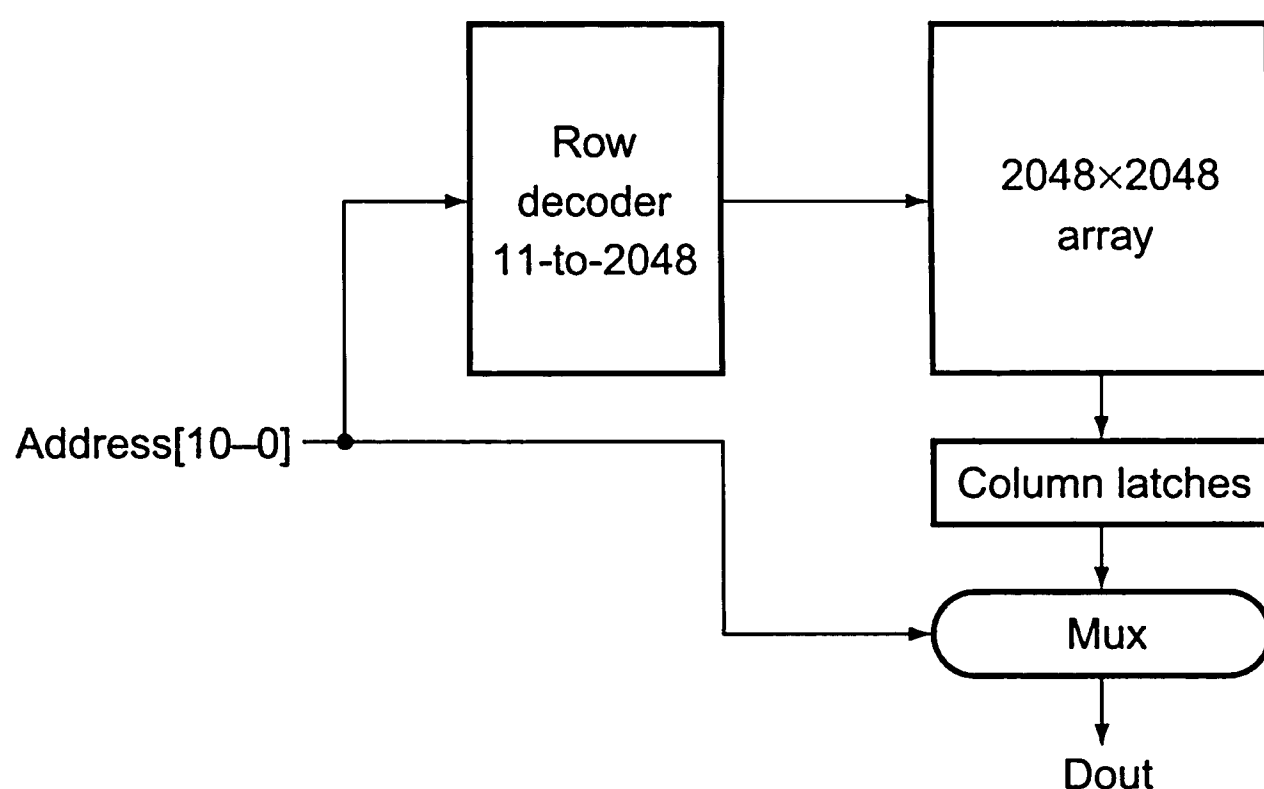 Row
decoder
11-to-2048
2048×2048
array
Address[10–0]
Column latches
Mux
Dout